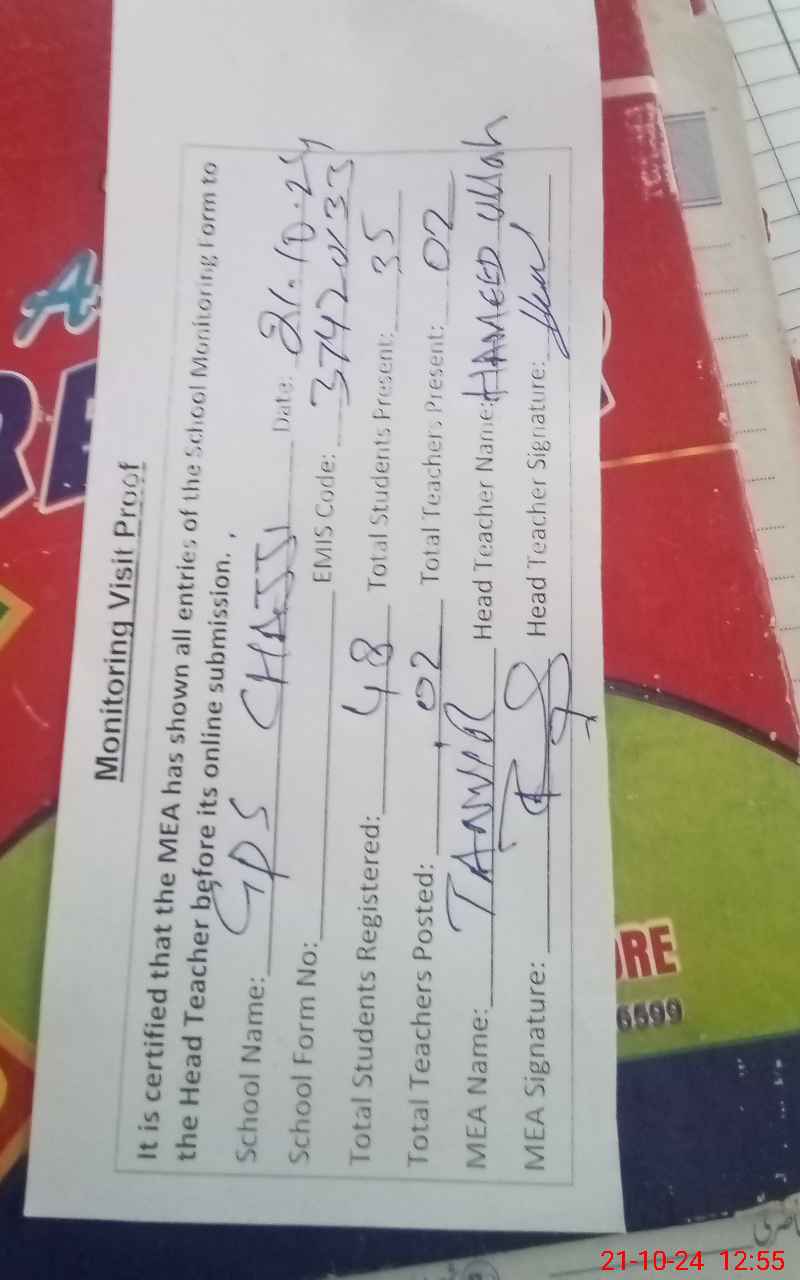 Monitoring Visit Proof
It is certified that the MEA has shown all entries of the School Monitoring Form to
the Head Teacher before its online submission.
School Name: GPS CHAJJI Date: 21.10.24
School Form No: EMIS Code: 37420133
Total Students Registered: 48 Total Students Present: 35
Total Teachers Posted: 02 Total Teachers Present: 02
MEA Name: TANVIR Head Teacher Name: HAMEED Ullah
MEA Signature: Head Teacher Signature:
A
RE
ORE
6599
21-10-24 12:55